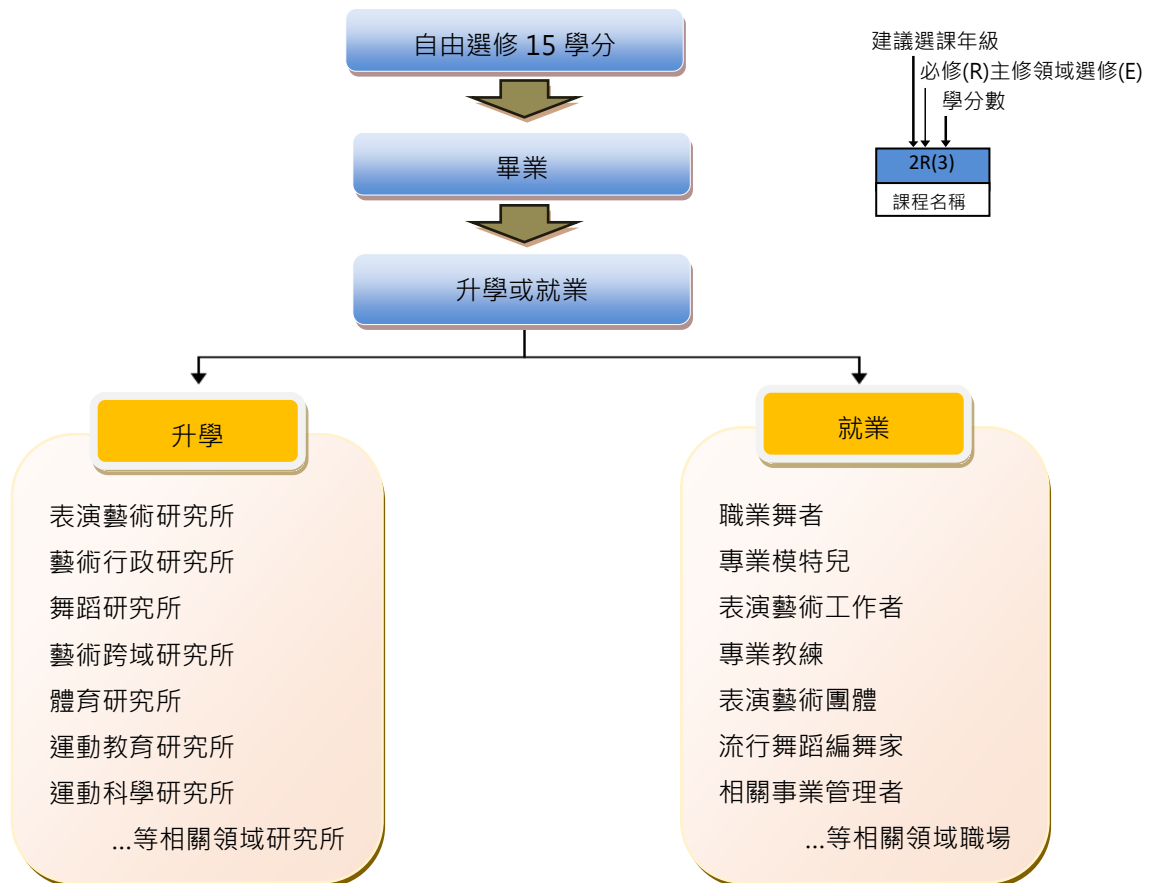 自由選修 15 學分
建議選課年級
必修(R)主修領域選修(E)
學分數
2R(3)
課程名稱
畢業
升學或就業
升學
表演藝術研究所
藝術行政研究所
舞蹈研究所
藝術跨域研究所
體育研究所
運動教育研究所
運動科學研究所
...等相關領域研究所
就業
職業舞者
專業模特兒
表演藝術工作者
專業教練
表演藝術團體
流行舞蹈編舞家
相關事業管理者
...等相關領域職場